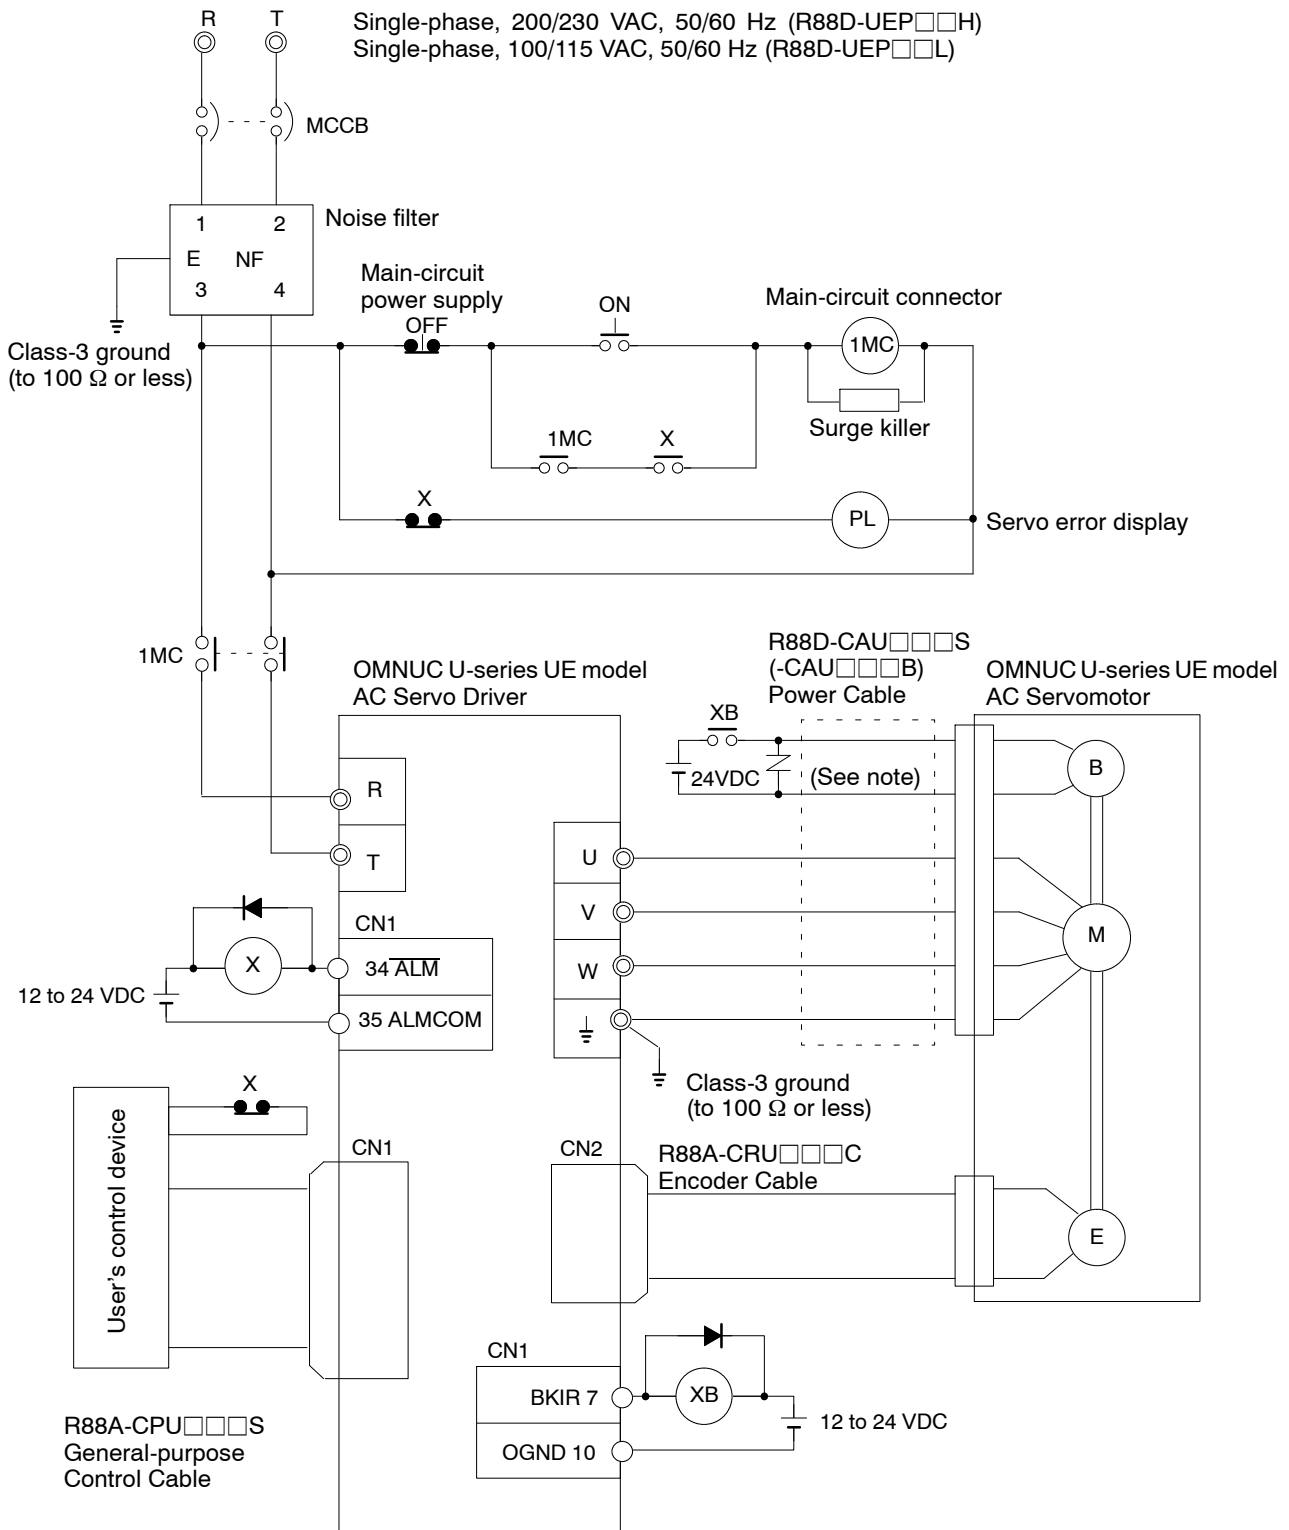 R T
Single-phase, 200/230 VAC, 50/60 Hz (R88D-UEP□□H)
Single-phase, 100/115 VAC, 50/60 Hz (R88D-UEP□□L)
MCCB
1 2
Noise filter
E NF
3 4
Class-3 ground
(to 100 Ω or less)
Main-circuit
power supply
OFF
ON
Main-circuit connector
1MC
Surge killer
1MC X
X
PL
Servo error display
1MC
OMNUC U-series UE model
AC Servo Driver
R88D-CAU□□□S
(-CAU□□□B)
Power Cable
OMNUC U-series UE model
AC Servomotor
XB
24VDC
(See note)
B
R
T
U
V
W
M
CN1
X
34 A̅L̅M̅
12 to 24 VDC
35 ALMCOM
Class-3 ground
(to 100 Ω or less)
X
User's control device
CN1
CN2
R88A-CRU□□□C
Encoder Cable
E
CN1
BKIR 7
XB
12 to 24 VDC
OGND 10
R88A-CPU□□□S
General-purpose
Control Cable